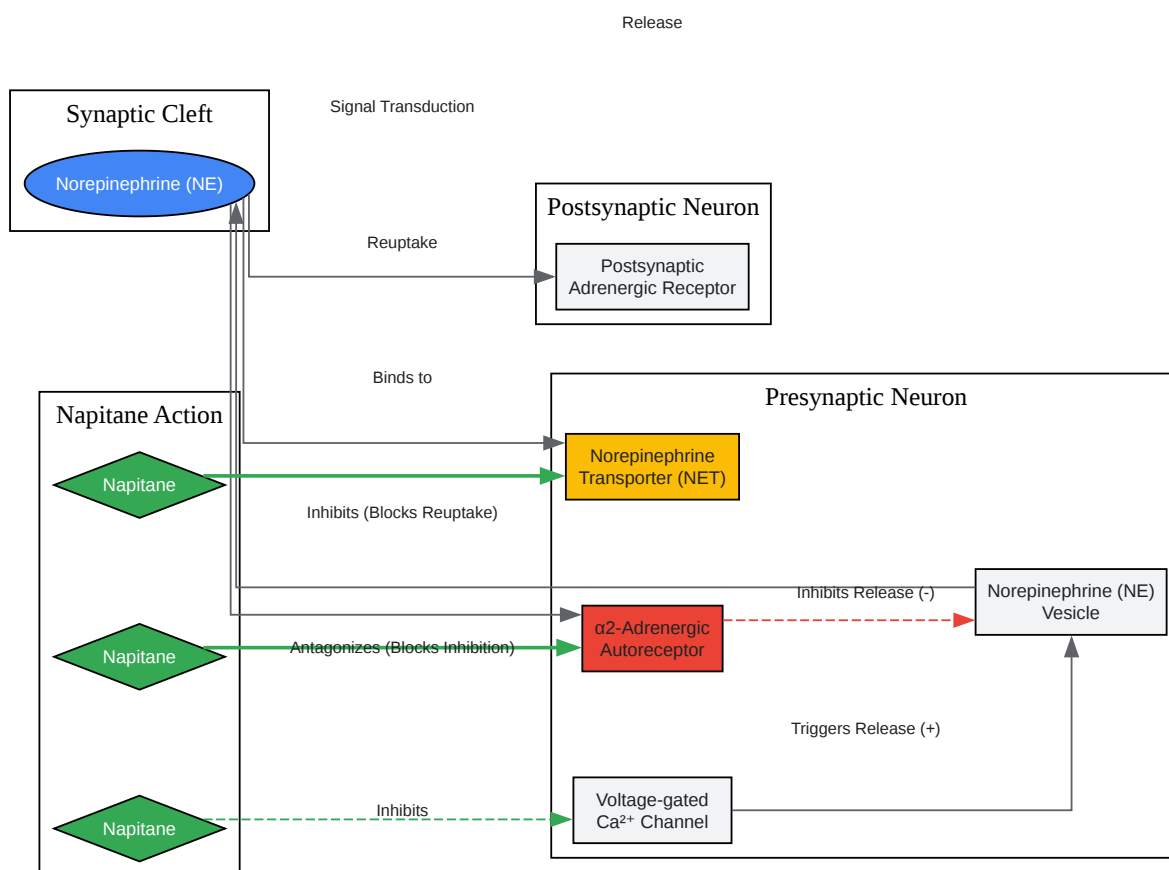 Release
Synaptic Cleft
Signal Transduction
Norepinephrine (NE)
Postsynaptic Neuron
Reuptake
Postsynaptic
Adrenergic Receptor
Binds to
Presynaptic Neuron
Napitane Action
Norepinephrine
Transporter (NET)
Napitane
Inhibits (Blocks Reuptake)
Inhibits Release (-)
Norepinephrine (NE)
Vesicle
α2-Adrenergic
Autoreceptor
Antagonizes (Blocks Inhibition)
Napitane
Triggers Release (+)
Voltage-gated
Ca²⁺ Channel
Inhibits
Napitane